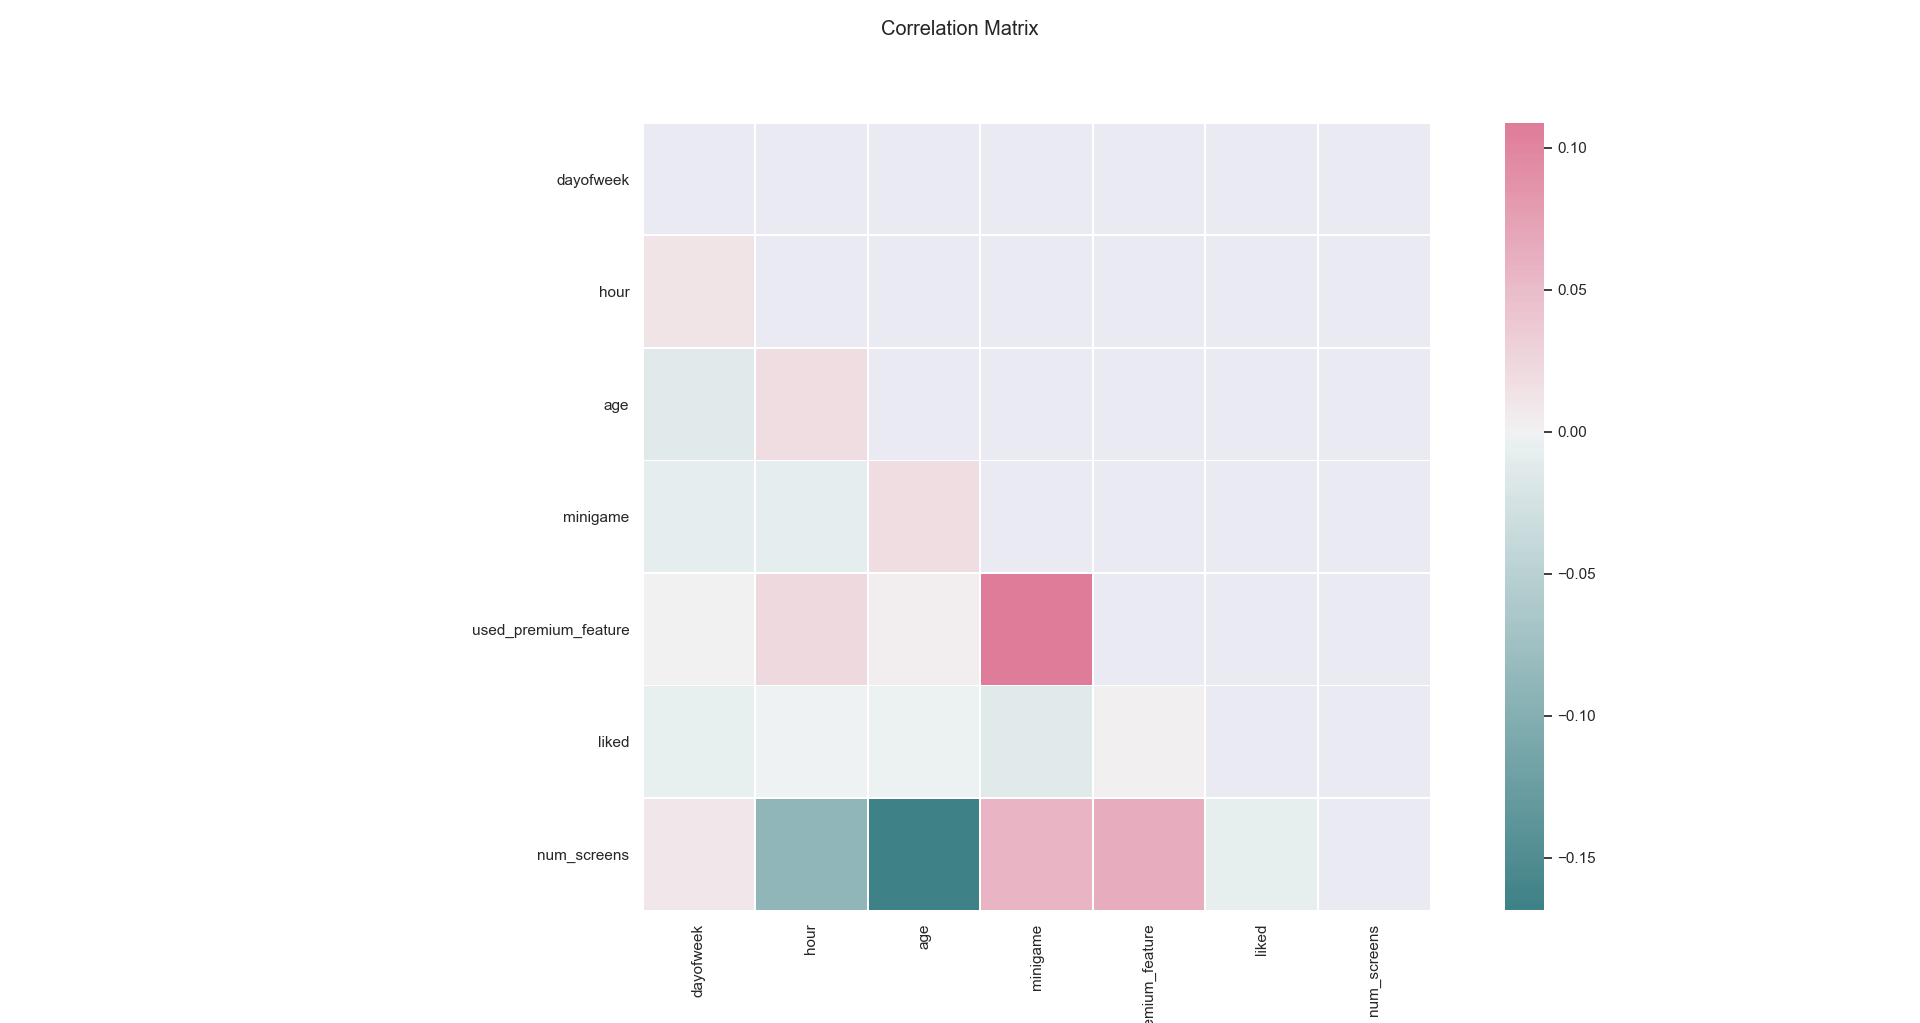 Correlation Matrix
dayofweek
hour
age
minigame
used_premium_feature
liked
num_screens
0.10
0.05
0.00
−0.05
−0.10
−0.15
dayofweek
hour
age
minigame
emium_feature
liked
num_screens